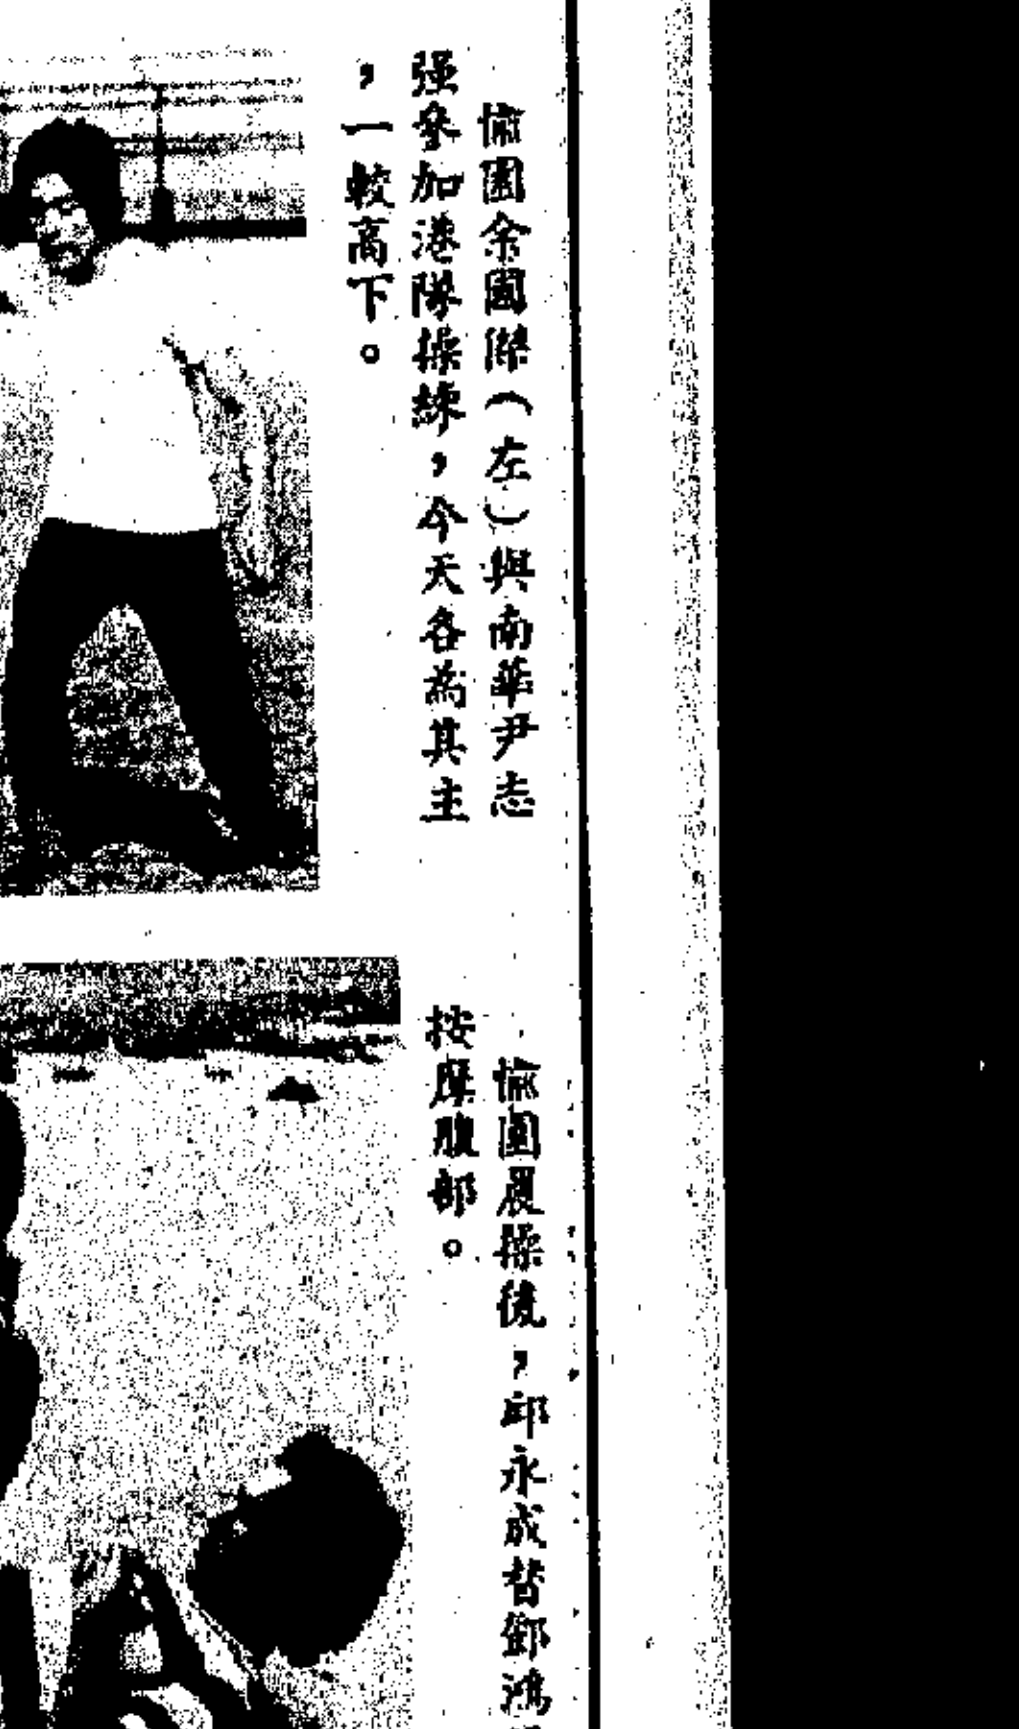 愉園余國傑(左)與南華尹志
强參加港隊操練，今天各為其主
，一較高下。
愉園晨操後，邱永成替鄧鴻
按摩腹部。